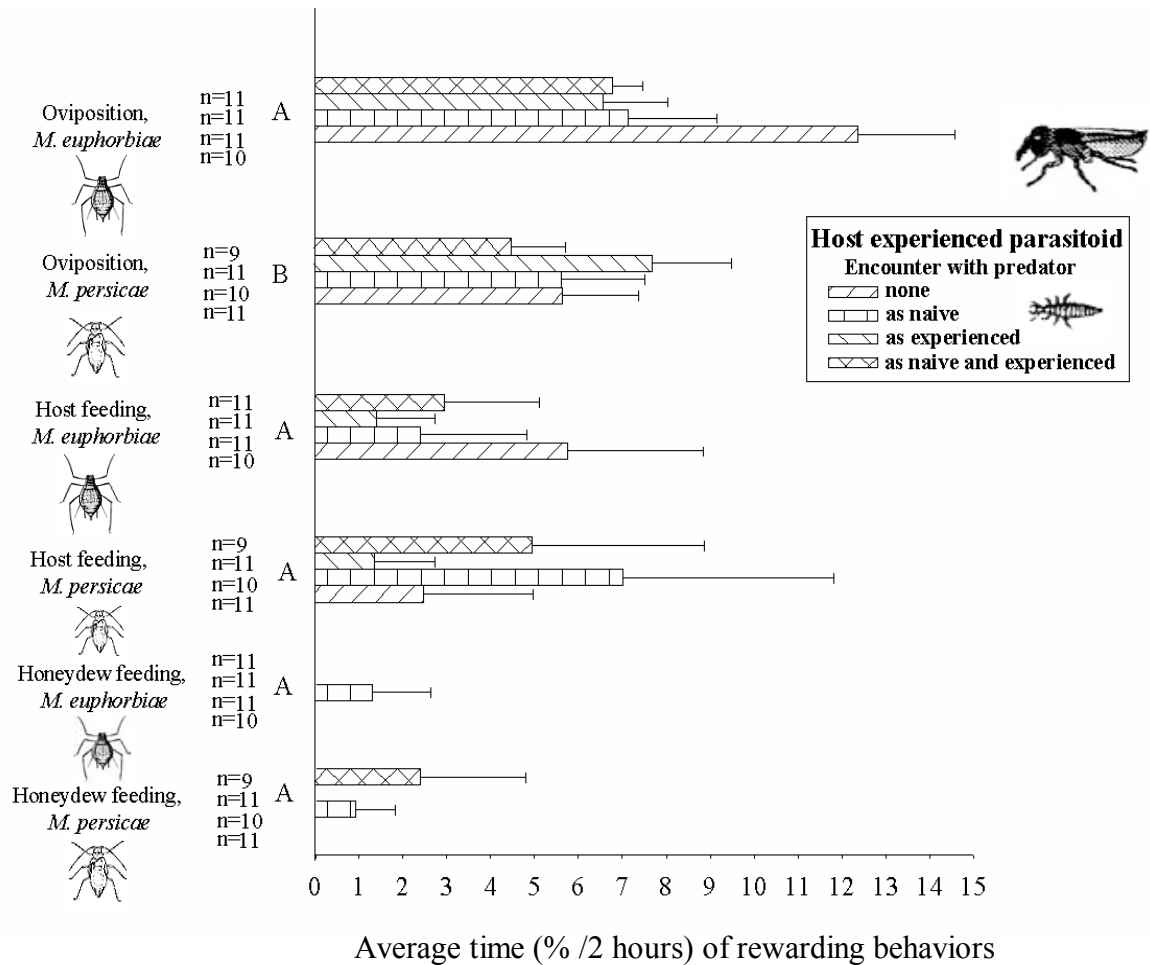 Oviposition,
M. euphorbiae
n=11
n=11
n=11
n=10
A
Oviposition,
M. persicae
n=9
n=11
n=10
n=11
B
Host feeding,
M. euphorbiae
n=11
n=11
n=11
n=10
A
Host feeding,
M. persicae
n=9
n=11
n=10
n=11
A
Honeydew feeding,
M. euphorbiae
n=11
n=11
n=11
n=10
A
Honeydew feeding,
M. persicae
n=9
n=11
n=10
n=11
A
Host experienced parasitoid
Encounter with predator
none
as naive
as experienced
as naive and experienced
0 1 2 3 4 5 6 7 8 9 10 11 12 13 14 15
Average time (% /2 hours) of rewarding behaviors